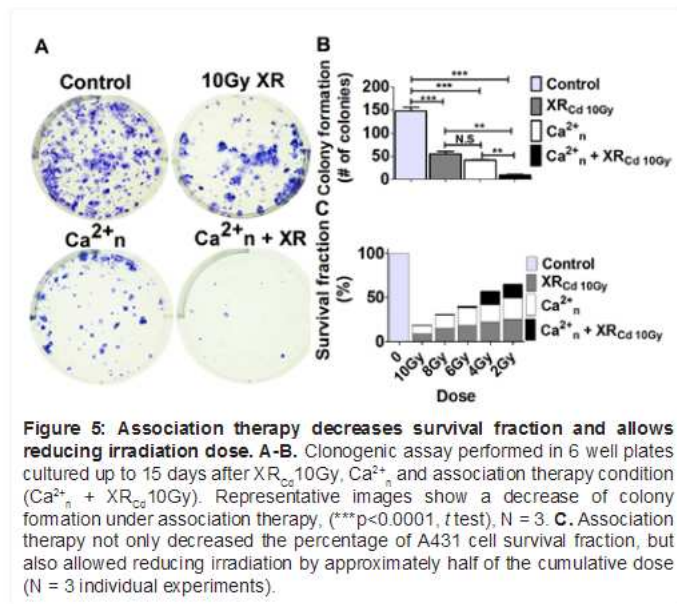 A
Control
10Gy XR
Ca²⁺n
Ca²⁺n + XR
B
Colony formation
(# of colonies)
200
150
100
50
0
***
***
***
**
N.S
**
Control
XRCd 10Gy
Ca²⁺n
Ca²⁺n + XRCd 10Gy
C
Survival fraction
(%)
100
50
0
Control
XRCd 10Gy
Ca²⁺n
Ca²⁺n + XRCd 10Gy
0
10Gy
8Gy
6Gy
4Gy
2Gy
Dose
Figure 5: Association therapy decreases survival fraction and allows
reducing irradiation dose. A-B. Clonogenic assay performed in 6 well plates
cultured up to 15 days after XRCd10Gy, Ca²⁺n and association therapy condition
(Ca²⁺n + XRCd10Gy). Representative images show a decrease of colony
formation under association therapy, (***p<0.0001, t test), N = 3. C. Association
therapy not only decreased the percentage of A431 cell survival fraction, but
also allowed reducing irradiation by approximately half of the cumulative dose
(N = 3 individual experiments).